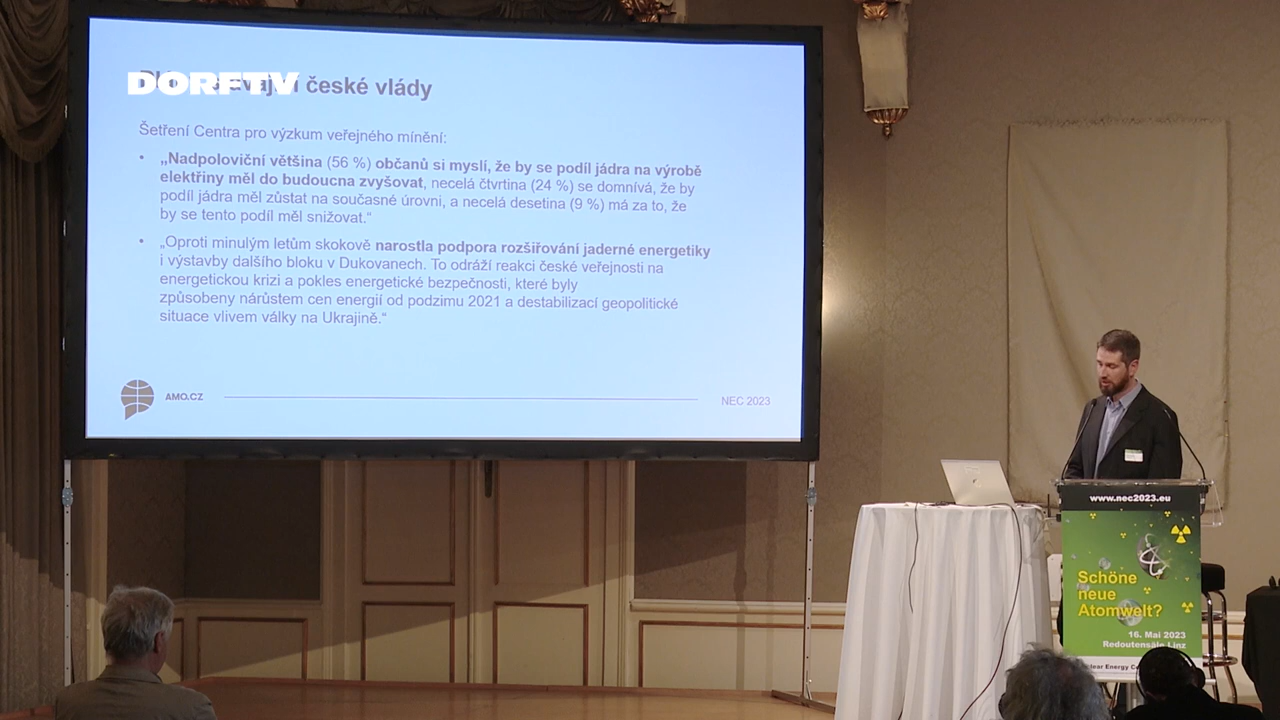 DORFTV
české vlády
Šetření Centra pro výzkum veřejného mínění:
• „Nadpoloviční většina (56 %) občanů si myslí, že by se podíl jádra na výrobě
elektřiny měl do budoucna zvyšovat, necelá čtvrtina (24 %) se domnívá, že by
podíl jádra měl zůstat na současné úrovni, a necelá desetina (9 %) má za to, že
by se tento podíl měl snižovat.“
• „Oproti minulým letům skokově narostla podpora rozšiřování jaderné energetiky
i výstavby dalšího bloku v Dukovanech. To odráží reakci české veřejnosti na
energetickou krizi a pokles energetické bezpečnosti, které byly
způsobeny nárůstem cen energií od podzimu 2021 a destabilizací geopolitické
situace vlivem války na Ukrajině.“
AMO.CZ
NEC 2023
www.nec2023.eu
Schöne
neue
Atomwelt?
16. Mai 2023
Redoutensäle Linz
Energy